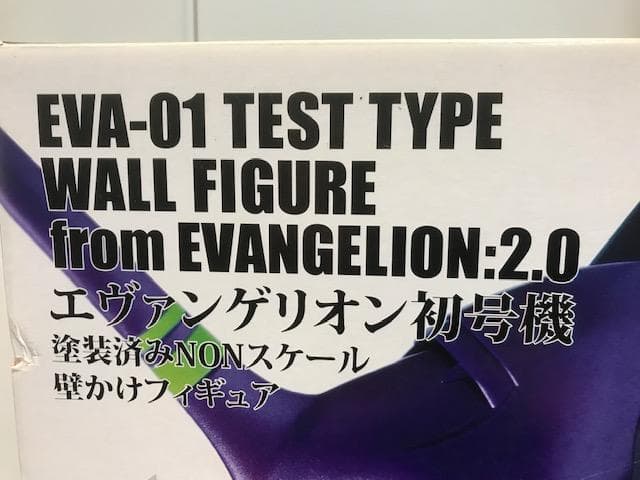 EVA-01 TEST TYPE
WALL FIGURE
from EVANGELION:2.0
エヴァンゲリオン初号機
塗装済みNONスケール
壁かけフィギュア